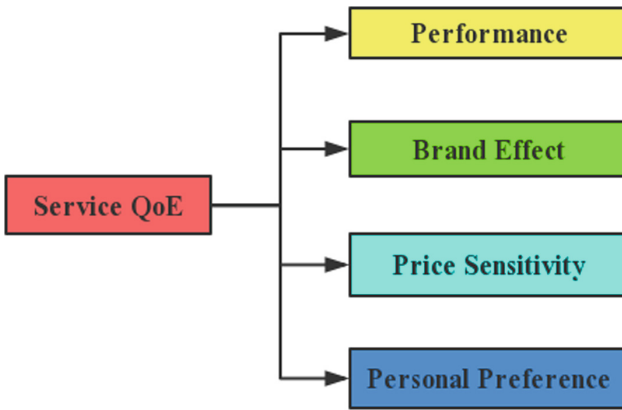 Performance
Brand Effect
Service QoE
Price Sensitivity
Personal Preference